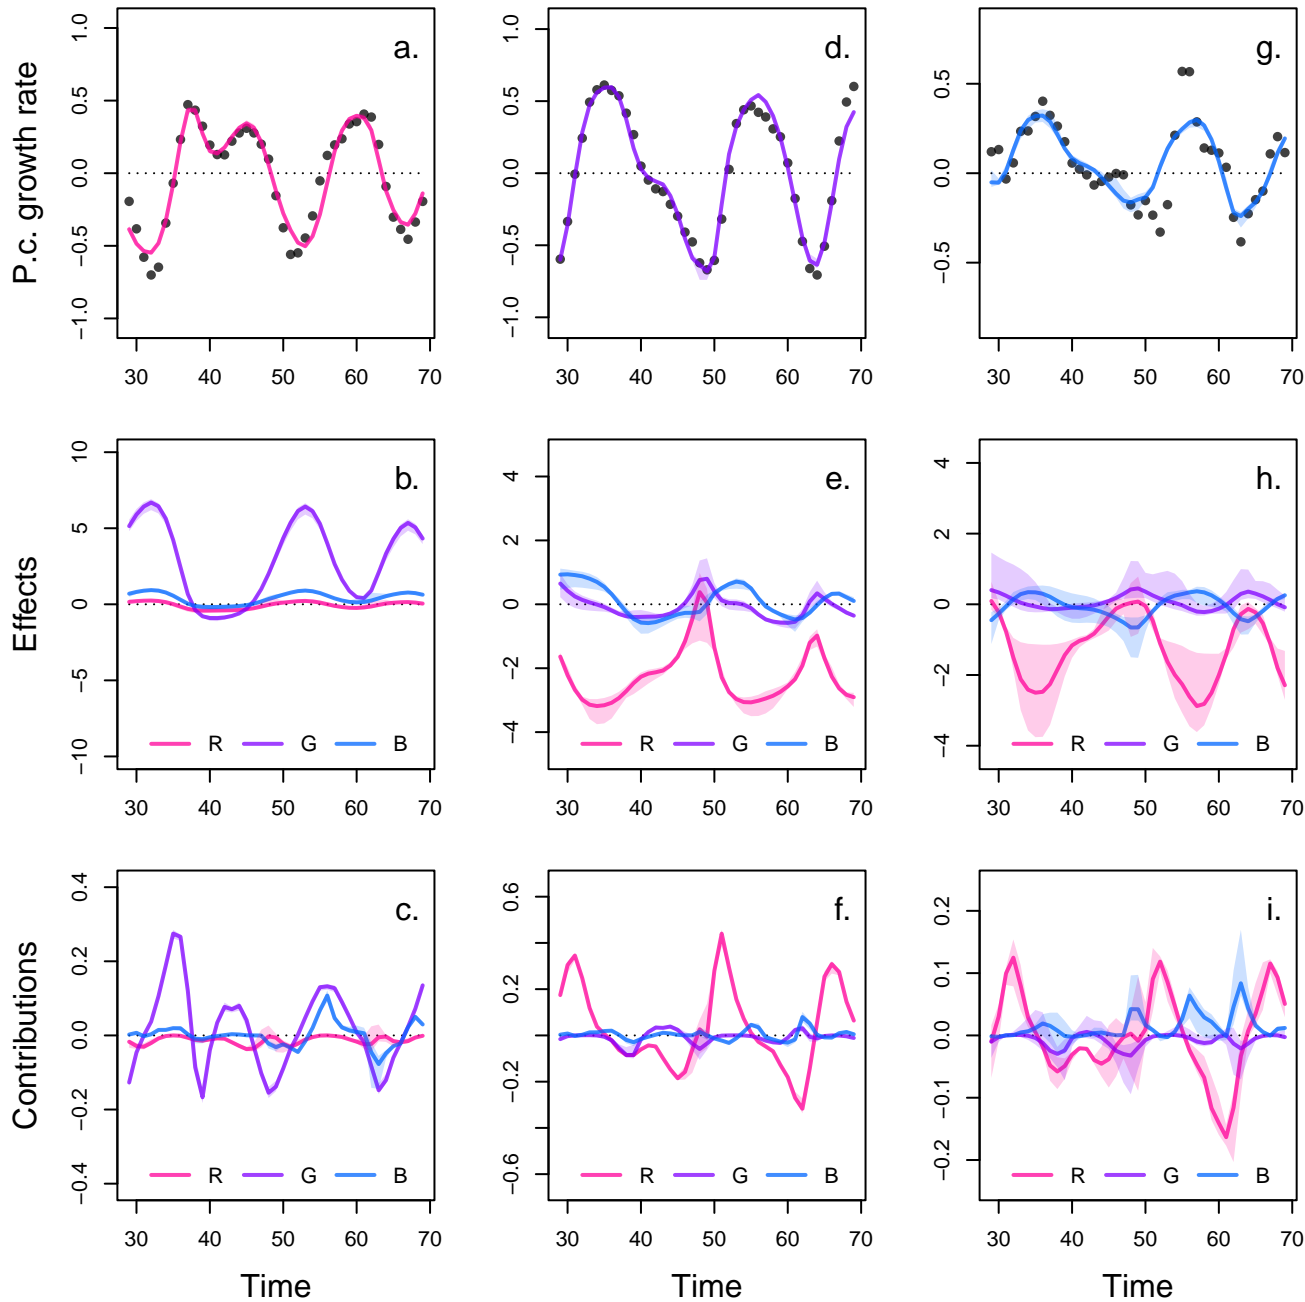 P.c. growth rate
1.0
0.5
0.0
−0.5
−1.0
a.
30 40 50 60 70
1.0
0.5
0.0
−0.5
−1.0
d.
30 40 50 60 70
0.5
0.0
−0.5
g.
30 40 50 60 70
Effects
10
5
0
−5
−10
b.
R G B
30 40 50 60 70
4
2
0
−2
−4
e.
R G B
30 40 50 60 70
4
2
0
−2
−4
h.
R G B
30 40 50 60 70
Contributions
0.4
0.2
0.0
−0.2
−0.4
c.
R G B
30 40 50 60 70
Time
0.6
0.2
−0.2
−0.6
f.
R G B
30 40 50 60 70
Time
0.2
0.1
0.0
−0.1
−0.2
i.
R G B
30 40 50 60 70
Time